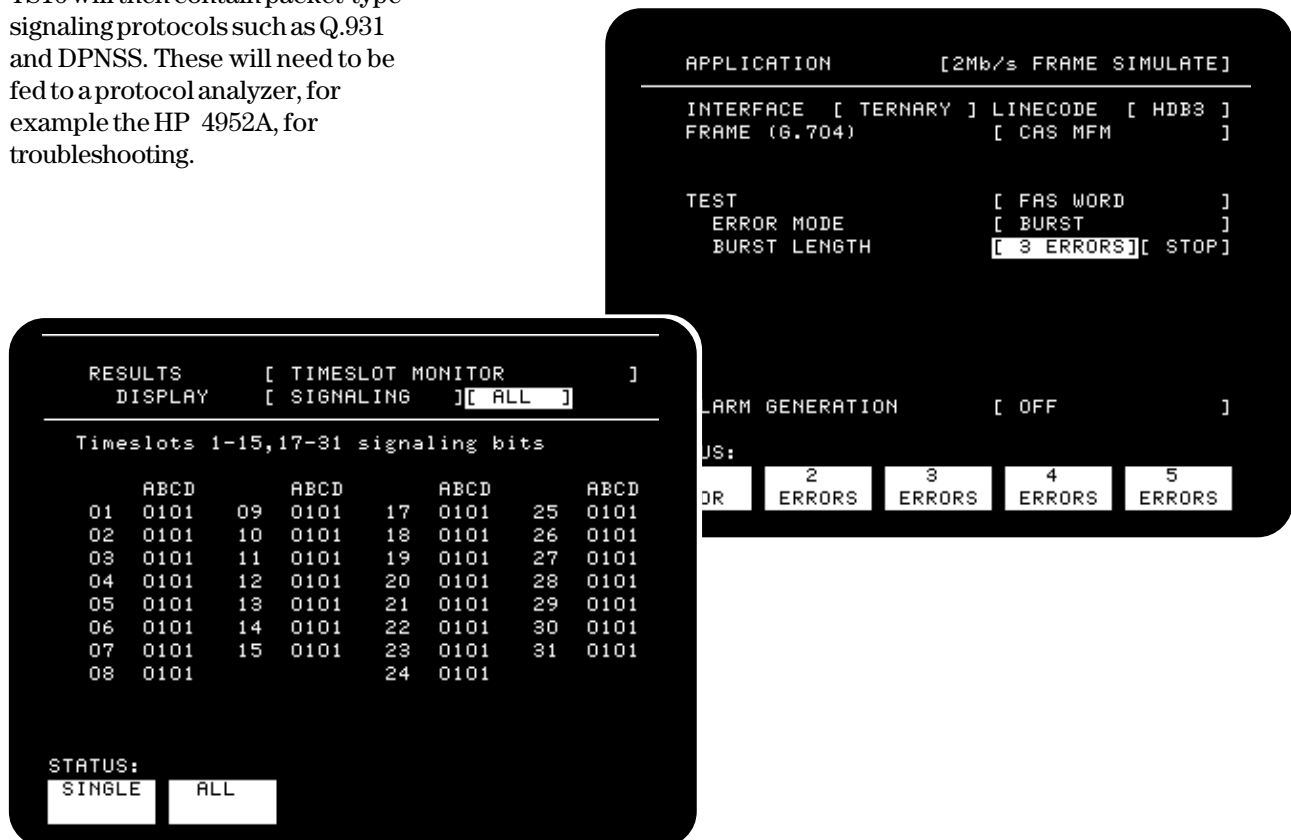 signaling protocols such as Q.931
and DPNSS. These will need to be
fed to a protocol analyzer, for
example the HP 4952A, for
troubleshooting.
APPLICATION [2Mb/s FRAME SIMULATE]
INTERFACE [ TERNARY ] LINECODE [ HDB3 ]
FRAME (G.704) [ CAS MFM ]
TEST [ FAS WORD ]
ERROR MODE [ BURST ]
BURST LENGTH [ 3 ERRORS][ STOP]
LARM GENERATION [ OFF ]
US:
OR 2 ERRORS 3 ERRORS 4 ERRORS 5 ERRORS
RESULTS [ TIMESLOT MONITOR ]
DISPLAY [ SIGNALING ][ ALL ]
Timeslots 1-15,17-31 signaling bits
ABCD ABCD ABCD ABCD
01 0101 09 0101 17 0101 25 0101
02 0101 10 0101 18 0101 26 0101
03 0101 11 0101 19 0101 27 0101
04 0101 12 0101 20 0101 28 0101
05 0101 13 0101 21 0101 29 0101
06 0101 14 0101 22 0101 30 0101
07 0101 15 0101 23 0101 31 0101
08 0101 24 0101
STATUS:
SINGLE ALL